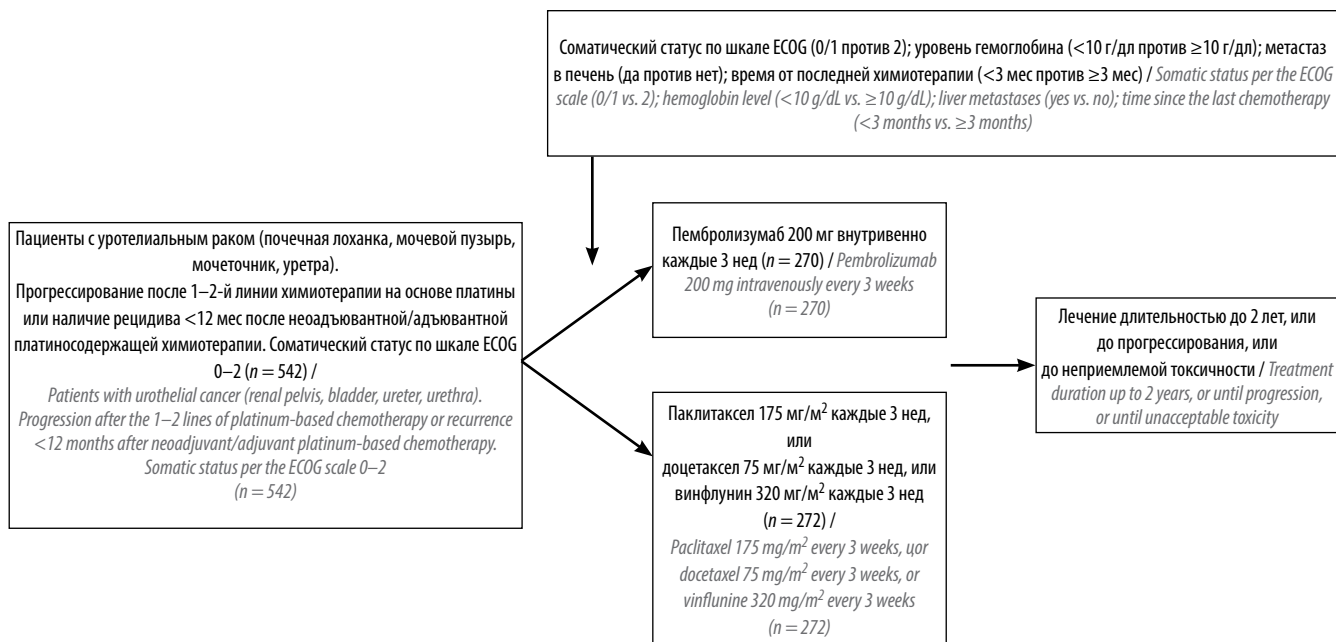 Соматический статус по шкале ECOG (0/1 против 2); уровень гемоглобина (<10 г/дл против ≥10 г/дл); метастаз
в печень (да против нет); время от последней химиотерапии (<3 мес против ≥3 мес) / Somatic status per the ECOG
scale (0/1 vs. 2); hemoglobin level (<10 g/dL vs. ≥10 g/dL); liver metastases (yes vs. no); time since the last chemotherapy
(<3 months vs. ≥3 months)
Пациенты с уротелиальным раком (почечная лоханка, мочевой пузырь,
мочеточник, уретра).
Прогрессирование после 1–2-й линии химиотерапии на основе платины
или наличие рецидива <12 мес после неоадъювантной/адъювантной
платиносодержащей химиотерапии. Соматический статус по шкале ECOG
0–2 (n = 542) /
Patients with urothelial cancer (renal pelvis, bladder, ureter, urethra).
Progression after the 1–2 lines of platinum-based chemotherapy or recurrence
<12 months after neoadjuvant/adjuvant platinum-based chemotherapy.
Somatic status per the ECOG scale 0–2
(n = 542)
Пембролизумаб 200 мг внутривенно
каждые 3 нед (n = 270) / Pembrolizumab
200 mg intravenously every 3 weeks
(n = 270)
Паклитаксел 175 мг/м² каждые 3 нед,
или
доцетаксел 75 мг/м² каждые 3 нед, или
винфлунин 320 мг/м² каждые 3 нед
(n = 272) /
Paclitaxel 175 mg/m² every 3 weeks, цor
docetaxel 75 mg/m² every 3 weeks, or
vinflunine 320 mg/m² every 3 weeks
(n = 272)
Лечение длительностью до 2 лет, или
до прогрессирования, или
до неприемлемой токсичности / Treatment
duration up to 2 years, or until progression,
or until unacceptable toxicity